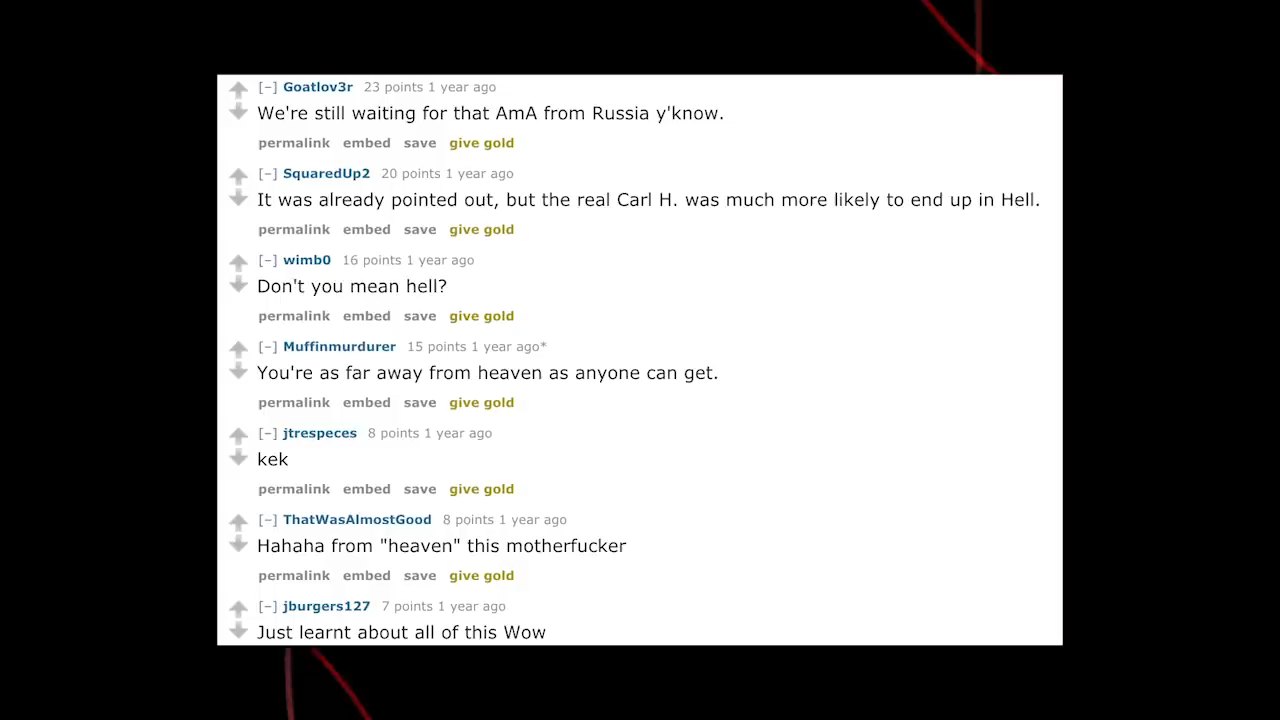 [–] Goatlov3r 23 points 1 year ago
We're still waiting for that AmA from Russia y'know.
permalink embed save give gold
[–] SquaredUp2 20 points 1 year ago
It was already pointed out, but the real Carl H. was much more likely to end up in Hell.
permalink embed save give gold
[–] wimb0 16 points 1 year ago
Don't you mean hell?
permalink embed save give gold
[–] Muffinmurdurer 15 points 1 year ago*
You're as far away from heaven as anyone can get.
permalink embed save give gold
[–] jtrespeces 8 points 1 year ago
kek
permalink embed save give gold
[–] ThatWasAlmostGood 8 points 1 year ago
Hahaha from "heaven" this motherfucker
permalink embed save give gold
[–] jburgers127 7 points 1 year ago
Just learnt about all of this Wow